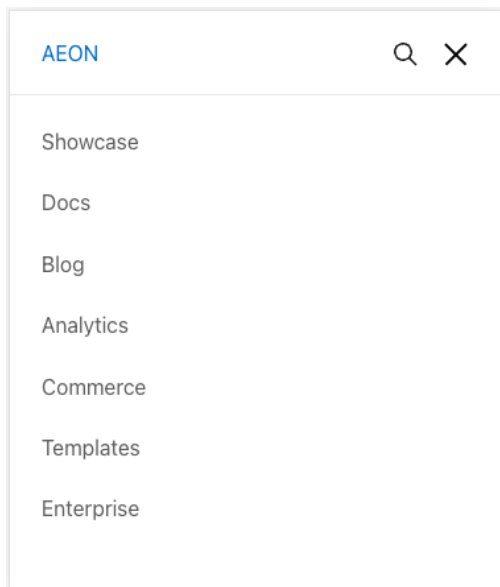 AEON
Showcase
Docs
Blog
Analytics
Commerce
Templates
Enterprise